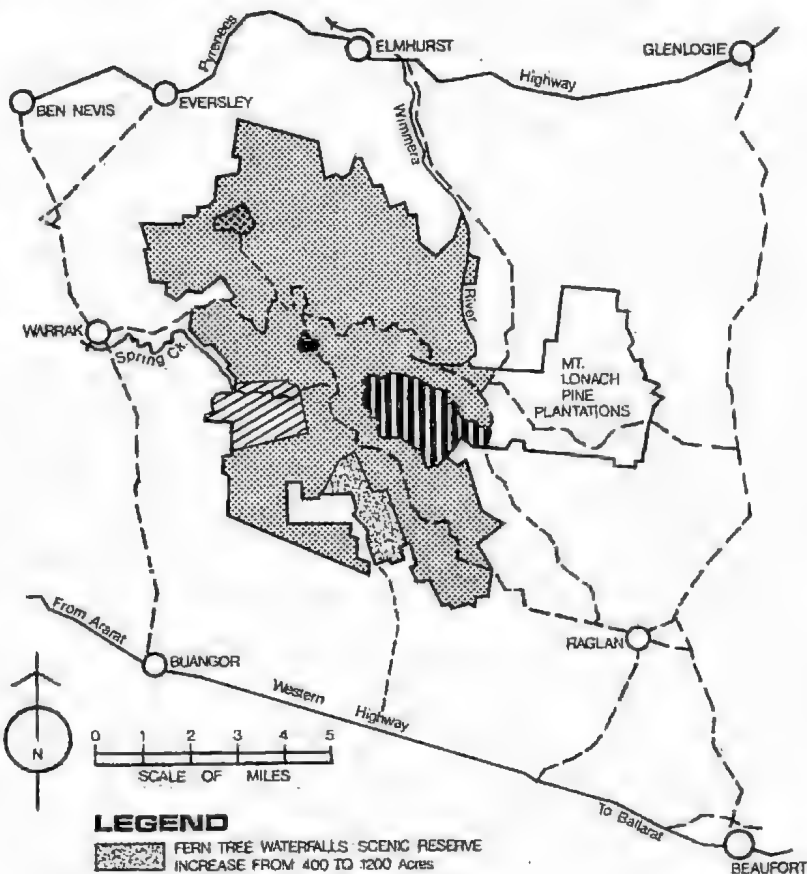 ELMHURST
GLENLOGIE
Pyrenees
Highway
BEN NEVIS
EVERSLEY
Wimmera
River
WARRAK
Spring Ck.
MT.
LONACH
PINE
PLANTATIONS
From Ararat
BUANGOR
RAGLAN
Western
Highway
N
0 1 2 3 4 5
SCALE OF MILES
To Ballarat
BEAUFORT
LEGEND
FERN TREE WATERFALLS SCENIC RESERVE
INCREASE FROM 400 TO 1200 Acres